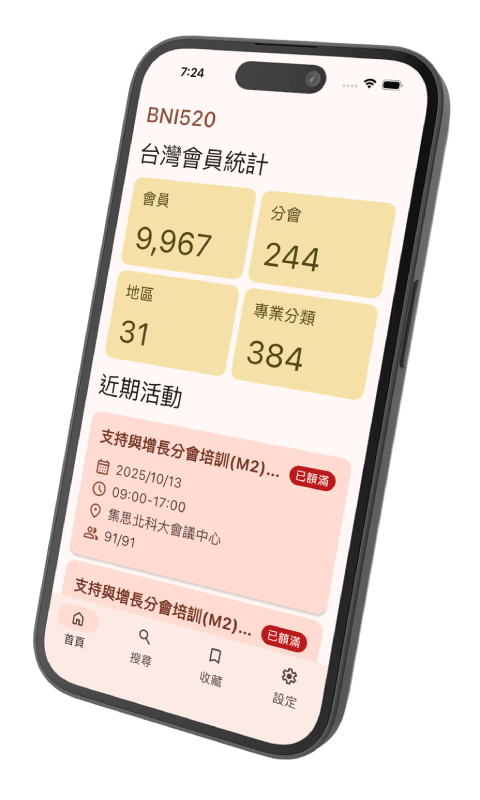 7:24
BNI520
台灣會員統計
會員
9,967
分會
244
地區
31
專業分類
384
近期活動
支持與增長分會培訓(M2)...
已額滿
2025/10/13
09:00-17:00
集思北科大會議中心
91/91
支持與增長分會培訓(M2)...
已額滿
首頁
搜尋
收藏
設定